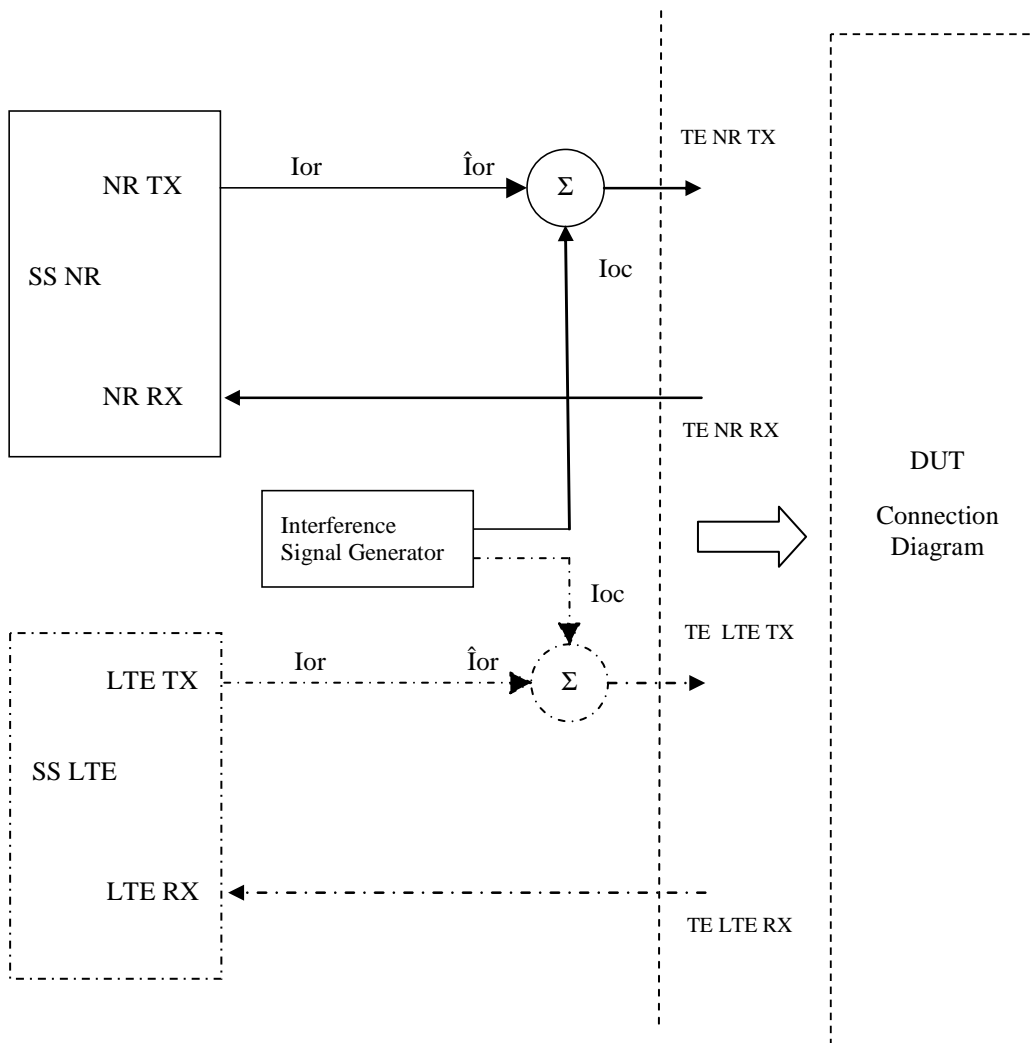 TE NR TX
NR TX
Ior
Îor
Σ
Ioc
SS NR
NR RX
TE NR RX
DUT
Connection
Diagram
Interference
Signal Generator
Ioc
TE LTE TX
LTE TX
Ior
Îor
Σ
SS LTE
LTE RX
TE LTE RX